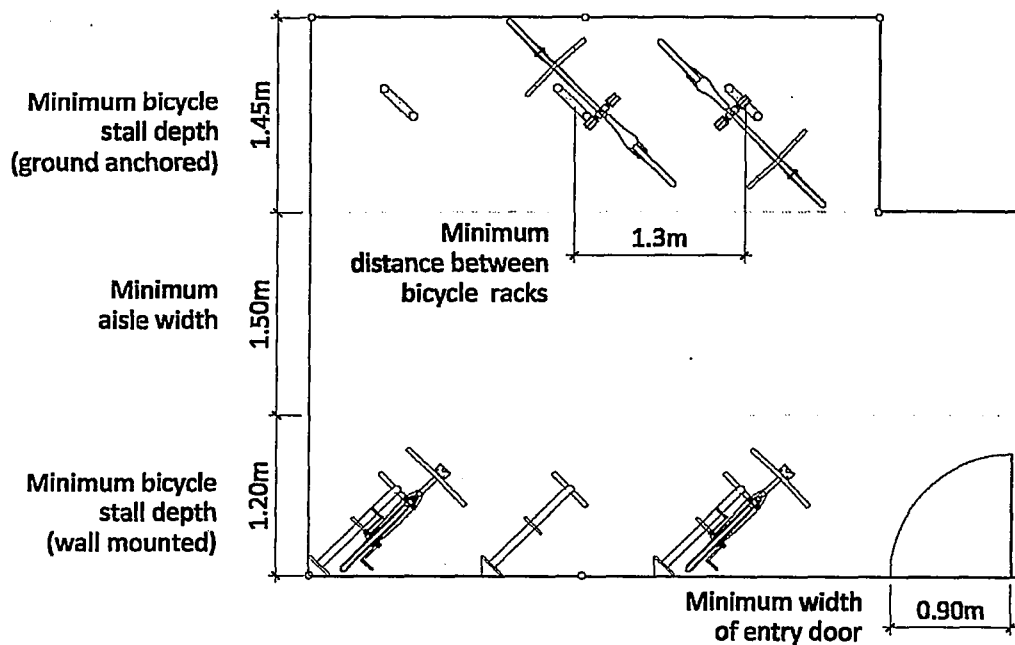 Minimum bicycle
stall depth
(ground anchored)
1.45m
Minimum
distance between
bicycle racks
1.3m
Minimum
aisle width
1.50m
Minimum bicycle
stall depth
(wall mounted)
1.20m
Minimum width
of entry door
0.90m